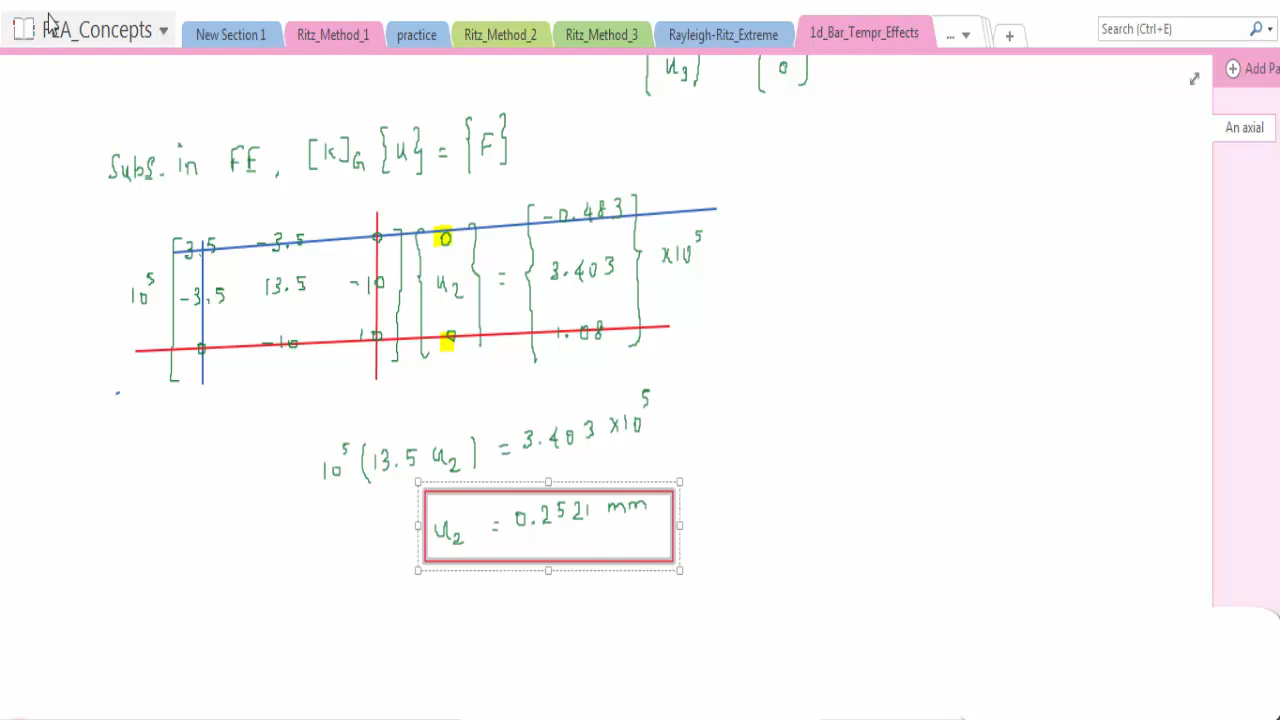 FEA_Concepts
New Section 1
Ritz_Method_1
practice
Ritz_Method_2
Ritz_Method_3
Rayleigh-Ritz_Extreme
1d_Bar_Tempr_Effects
...
+
Search (Ctrl+E)
Add Pa
An axial
u3 0
Subs. in FE, [K]G {u} = {F}
10^5 [3.5 -3.5 0] {0} = {-0.483} x10^5
[-3.5 13.5 -10] {u2} {3.403}
[0 -10 10] {0} {1.08}
10^5 (13.5 u2) = 3.403 x10^5
u2 = 0.2521 mm